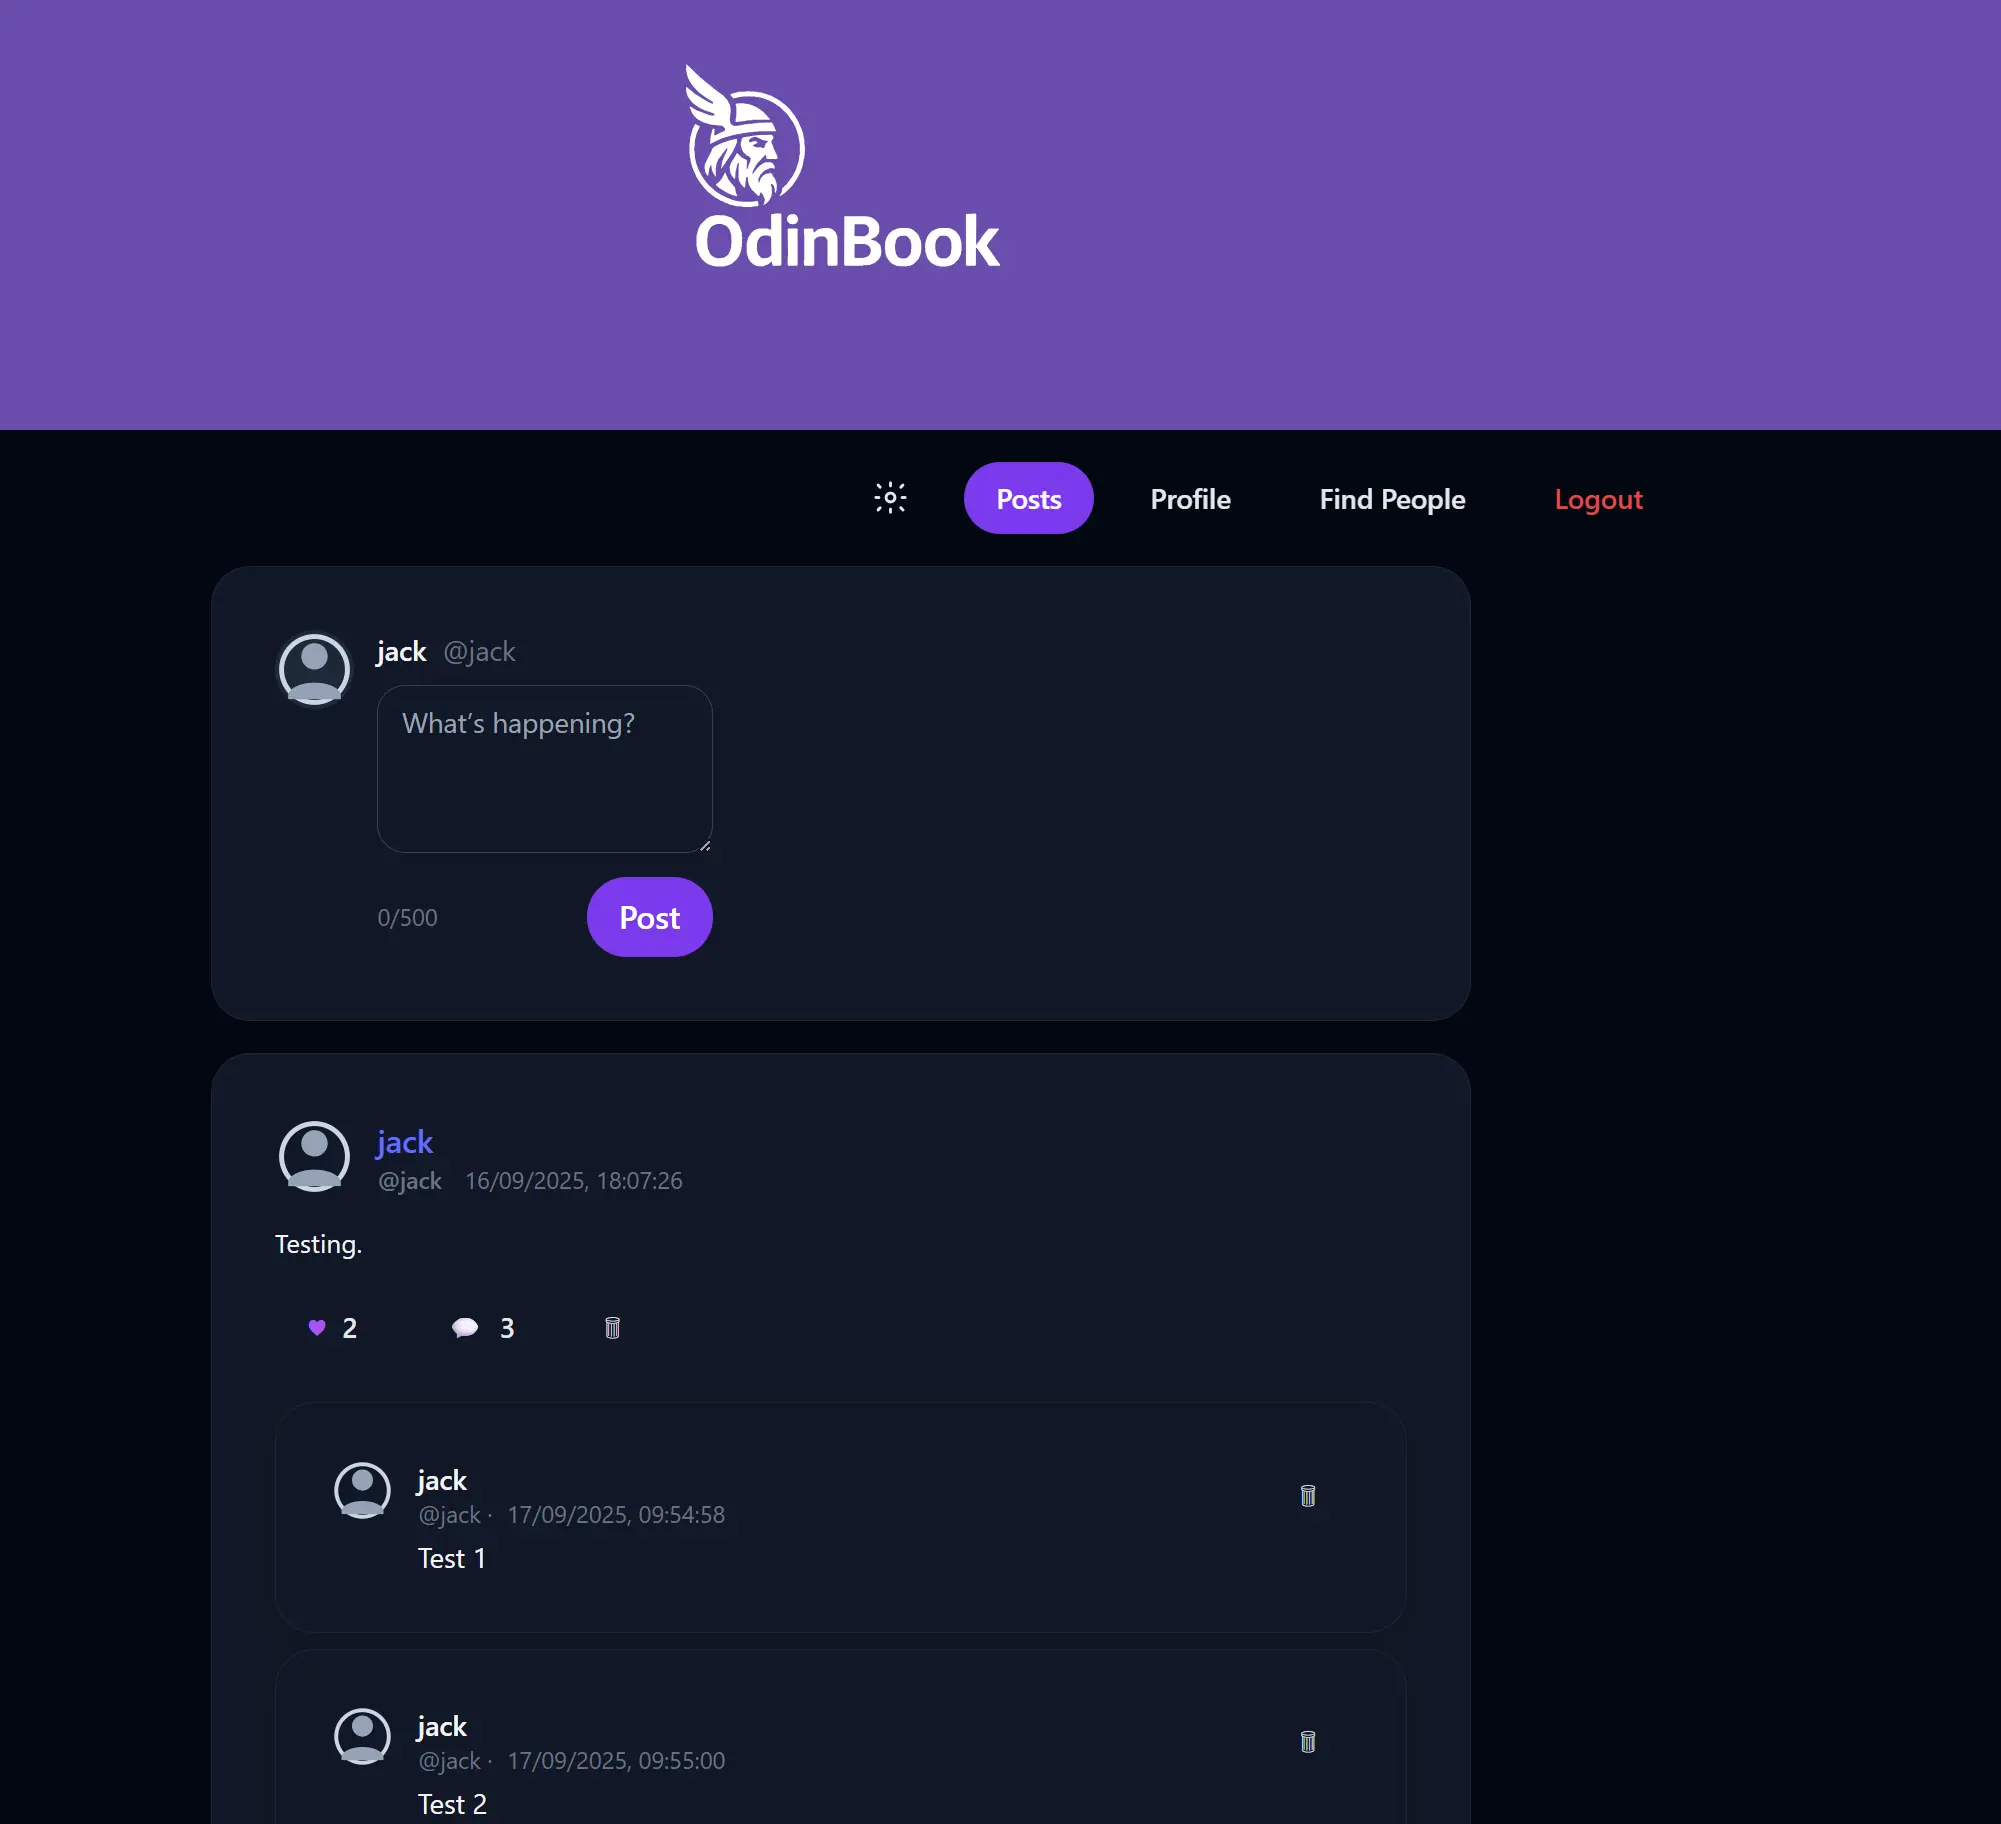 OdinBook
Posts Profile Find People Logout
jack @jack
What’s happening?
0/500 Post
jack
@jack 16/09/2025, 18:07:26
Testing.
2 3
jack
@jack · 17/09/2025, 09:54:58
Test 1
jack
@jack · 17/09/2025, 09:55:00
Test 2